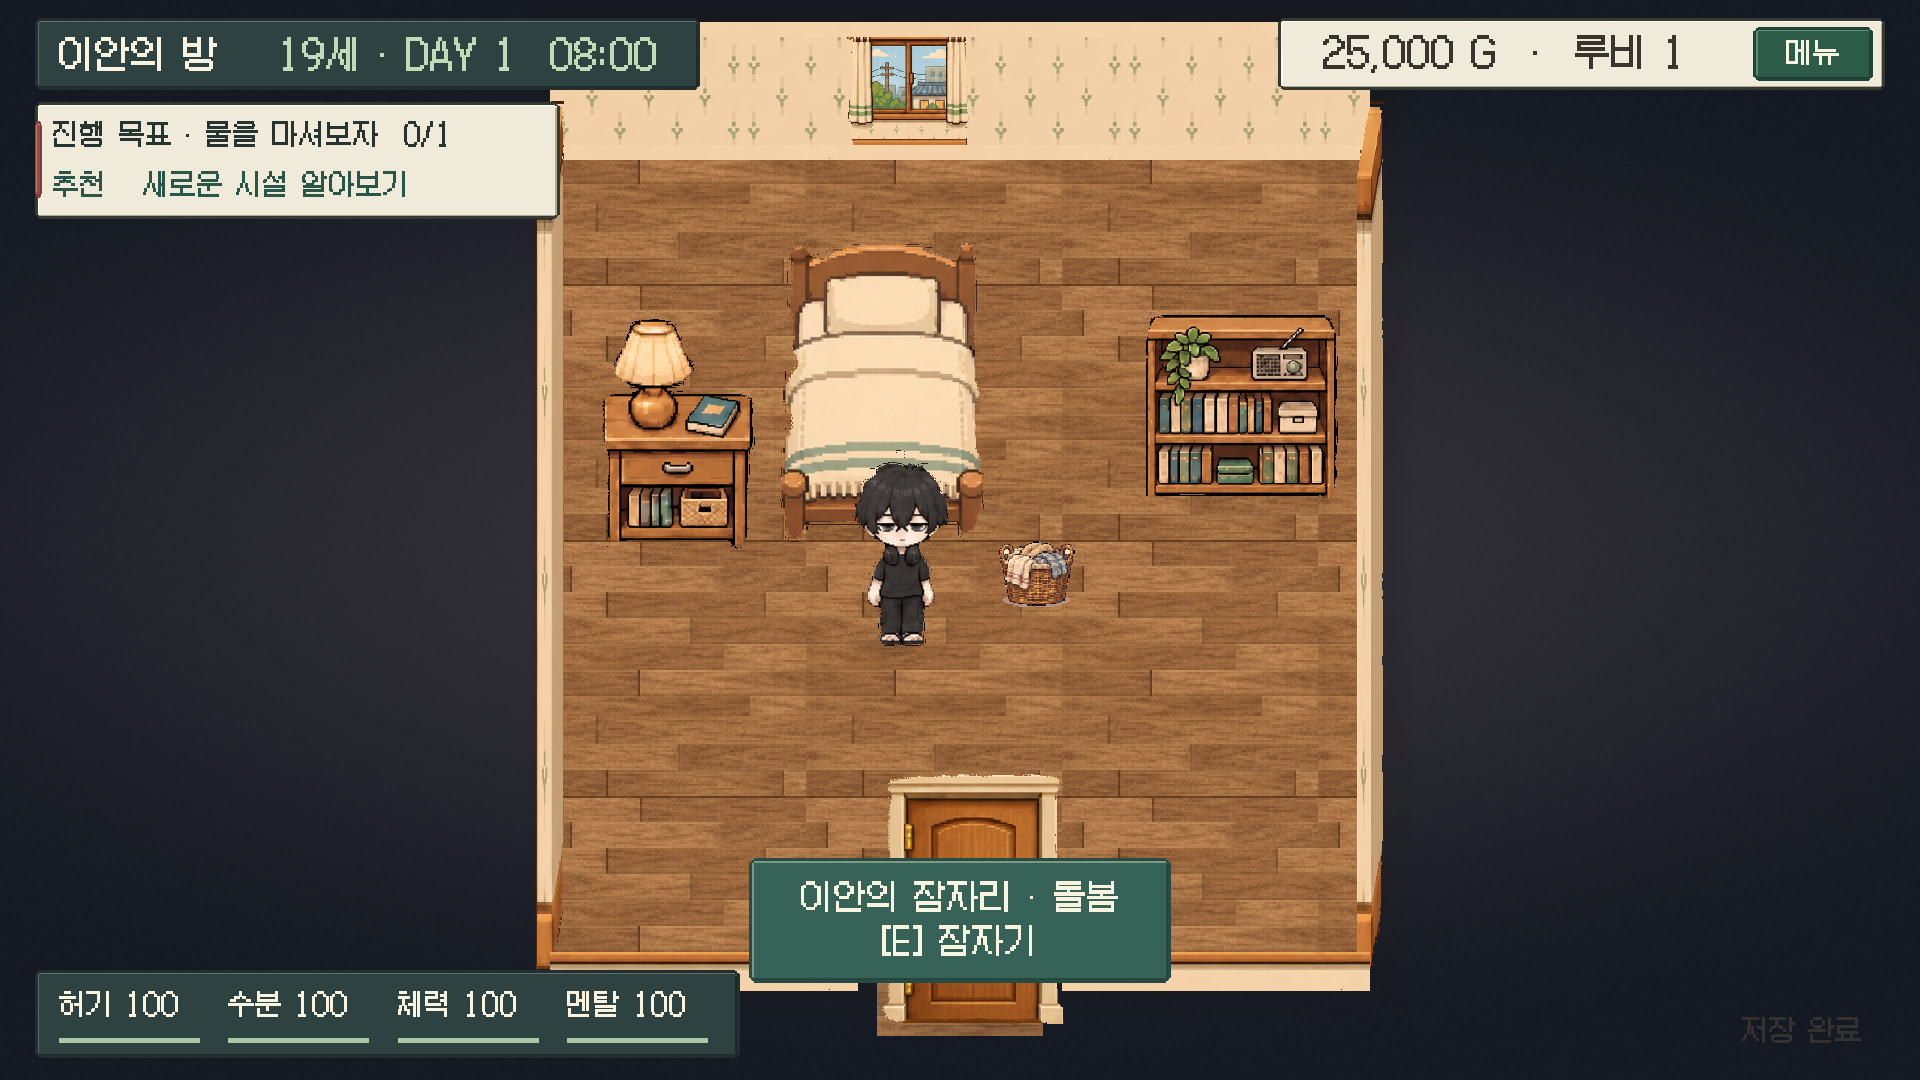 이안의 방 19세 · DAY 1 08:00
25,000 G · 루비 1
메뉴
진행 목표 · 물을 마셔보자 0/1
추천 새로운 시설 알아보기
이안의 잠자리 · 돌봄
[E] 잠자기
허기 100 수분 100 체력 100 멘탈 100
저장 완료